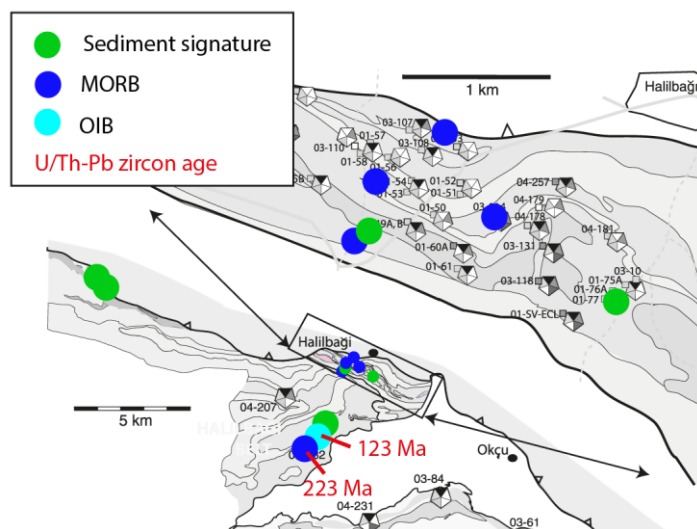 Sediment signature
MORB
OIB
U/Th-Pb zircon age
1 km
Halilbağı
03-107
01-57
03-110
03-108
01-58
01-56
01-52
04-257
01-53
01-51
04-179
01-50
04-178
04-181
01-60A
03-131
01-61
03-10
03-118
01-75A
01-76A
01-77
01-SV-ECL
Halilbaği
5 km
04-207
123 Ma
Okçu
223 Ma
03-84
04-231
03-61